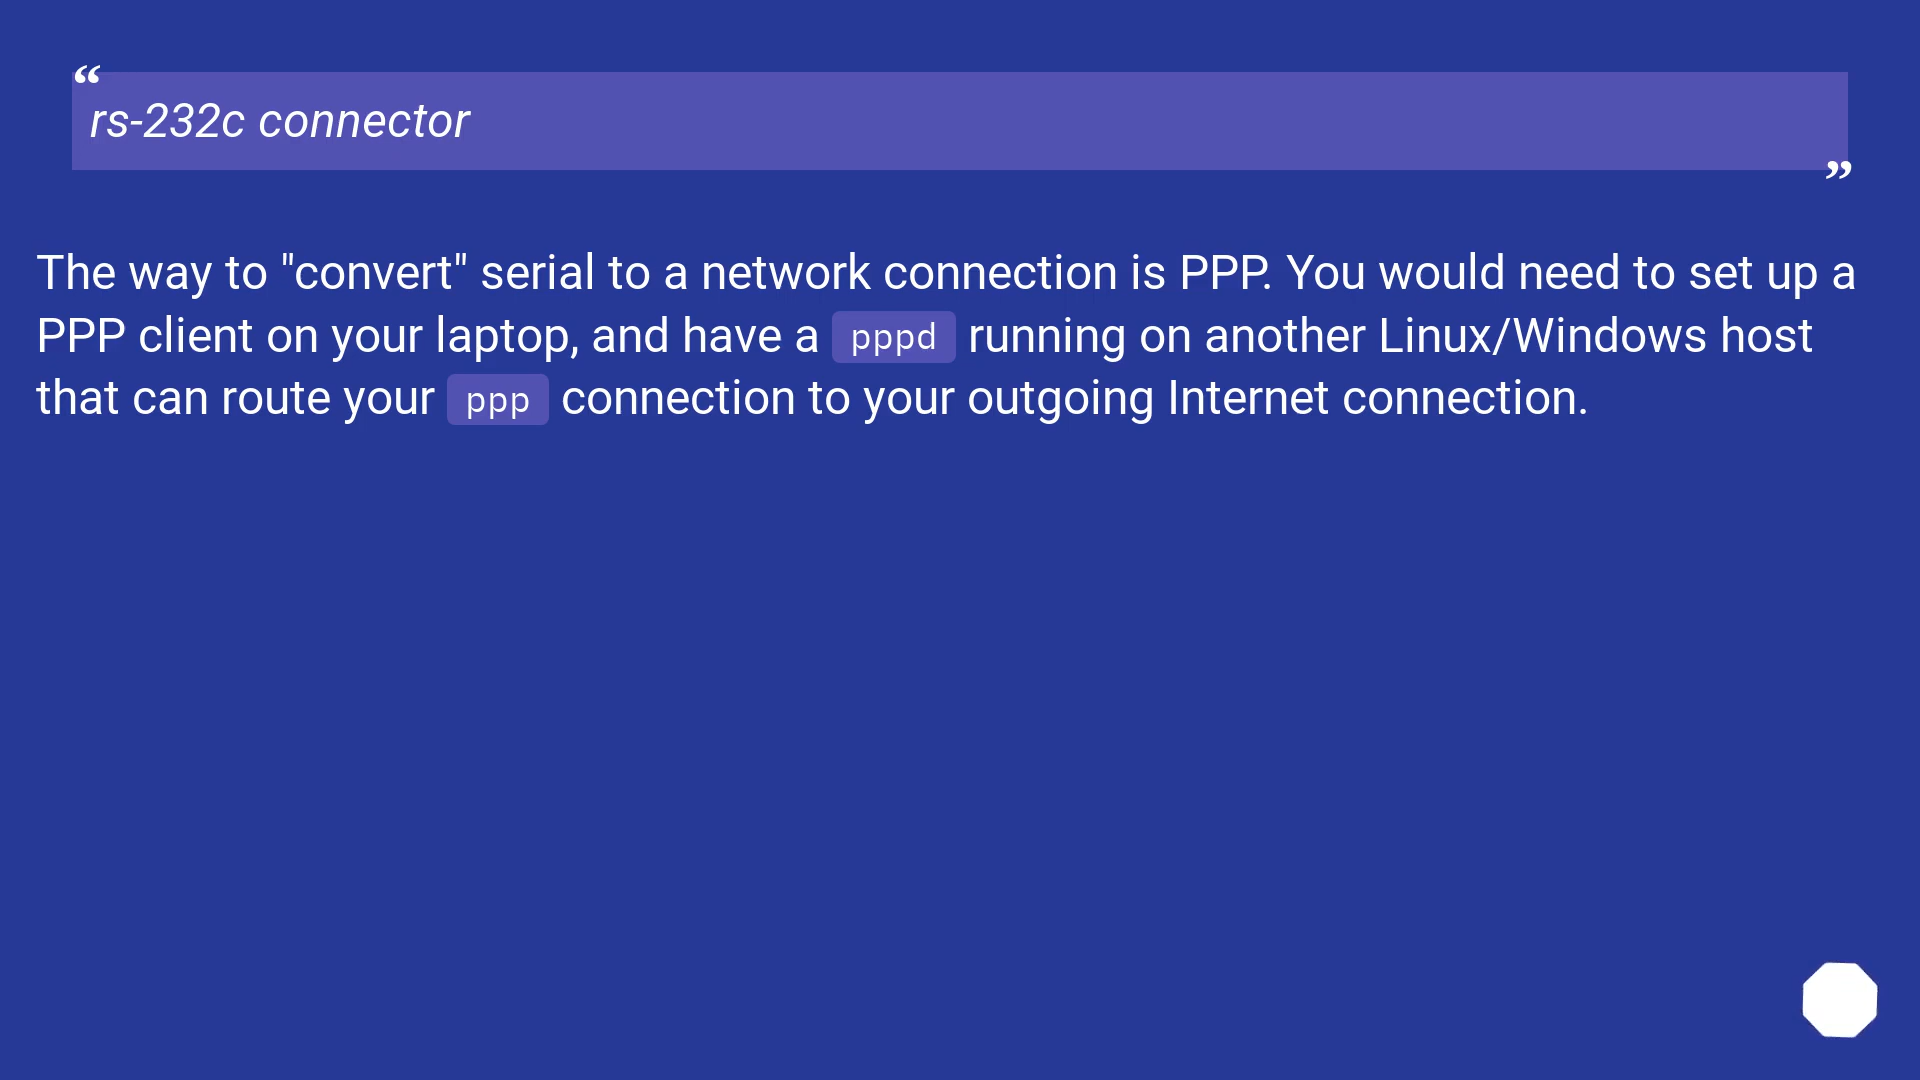 “
rs-232c connector
”
The way to "convert" serial to a network connection is PPP. You would need to set up a
PPP client on your laptop, and have a pppd running on another Linux/Windows host
that can route your ppp connection to your outgoing Internet connection.